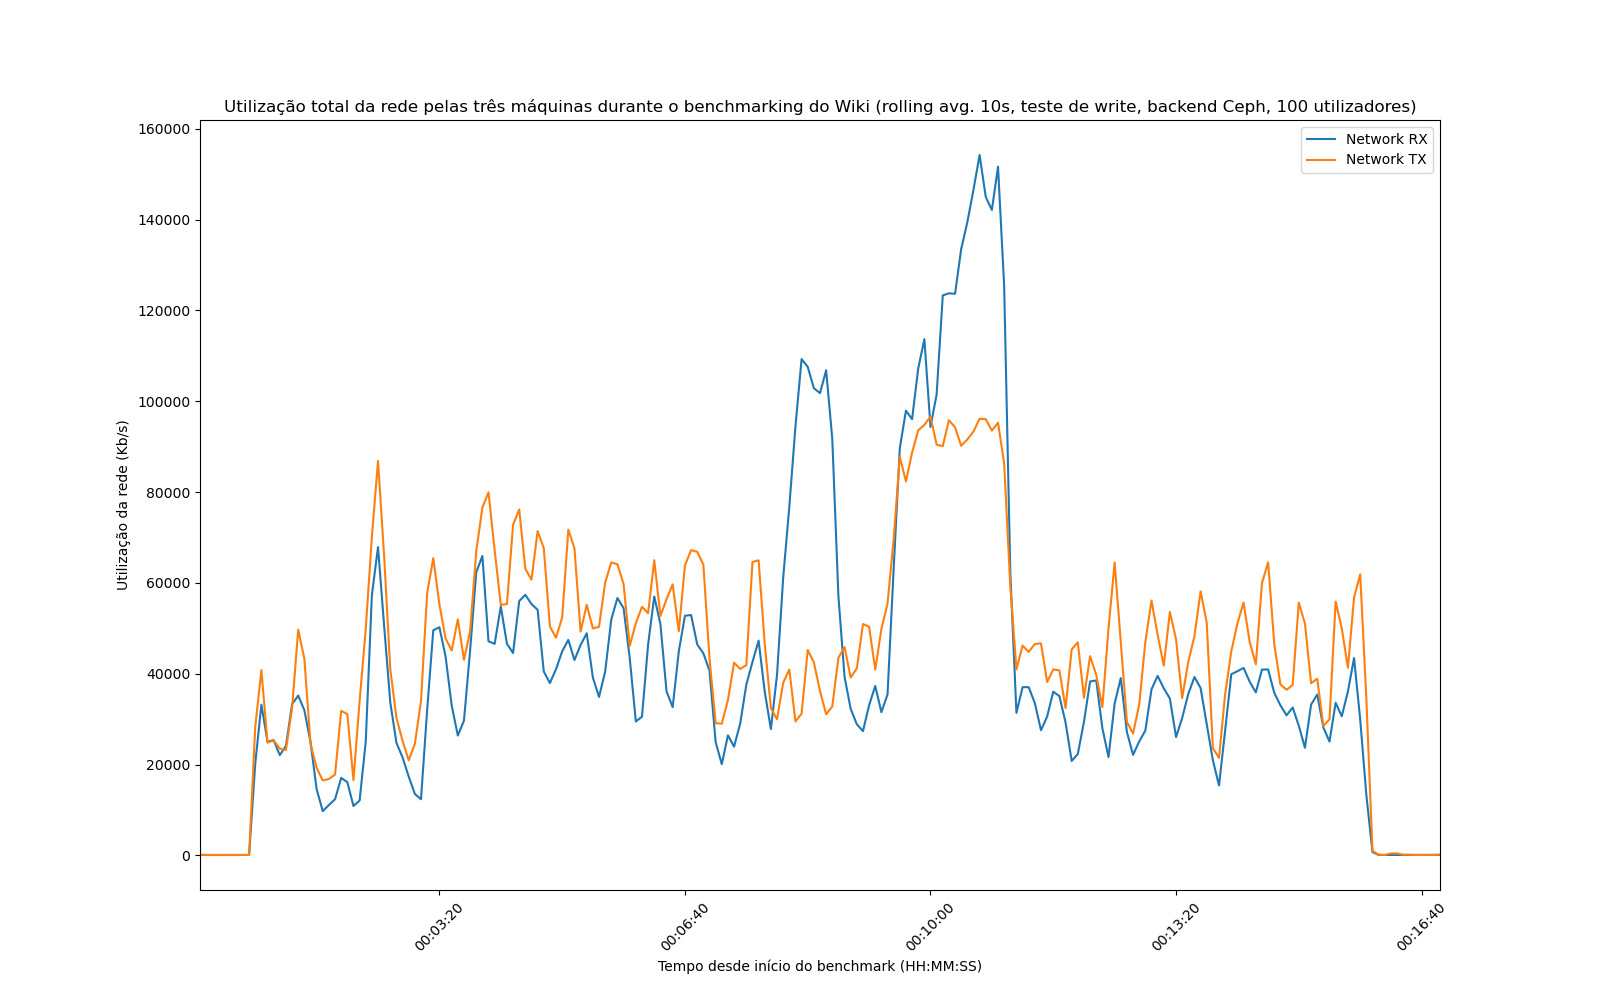 Utilização total da rede pelas três máquinas durante o benchmarking do Wiki (rolling avg. 10s, teste de write, backend Ceph, 100 utilizadores)
Network RX
Network TX
160000
140000
120000
100000
80000
60000
40000
20000
0
Utilização da rede (Kb/s)
00:03:20
00:06:40
00:10:00
00:13:20
00:16:40
Tempo desde início do benchmark (HH:MM:SS)